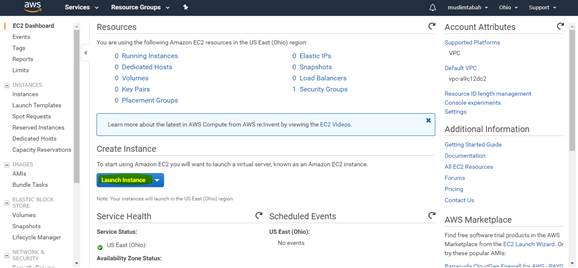 aws
Services
Resource Groups
mudimtabah
Ohio
Support
EC2 Dashboard
Events
Tags
Reports
Limits
INSTANCES
Instances
Launch Templates
Spot Requests
Reserved Instances
Dedicated Hosts
Capacity Reservations
IMAGES
AMIs
Bundle Tasks
ELASTIC BLOCK
STORE
Volumes
Snapshots
Lifecycle Manager
NETWORK &
SECURITY
Resources
You are using the following Amazon EC2 resources in the US East (Ohio) region:
0 Running Instances
0 Elastic IPs
0 Dedicated Hosts
0 Snapshots
0 Volumes
0 Load Balancers
0 Key Pairs
1 Security Groups
0 Placement Groups
Learn more about the latest in AWS Compute from AWS re:Invent by viewing the EC2 Videos.
Create Instance
To start using Amazon EC2 you will want to launch a virtual server, known as an Amazon EC2 instance.
Launch Instance
Note: Your instances will launch in the US East (Ohio) region
Service Health
Service Status:
US East (Ohio):
Availability Zone Status:
Scheduled Events
US East (Ohio):
No events
Account Attributes
Supported Platforms
VPC
Default VPC
vpc-a9c12dc2
Resource ID length management
Console experiments
Settings
Additional Information
Getting Started Guide
Documentation
All EC2 Resources
Forums
Pricing
Contact Us
AWS Marketplace
Find free software trial products in the AWS
Marketplace from the EC2 Launch Wizard. Or
try these popular AMIs:
Barracuda CloudGen Firewall for AWS - PAYG